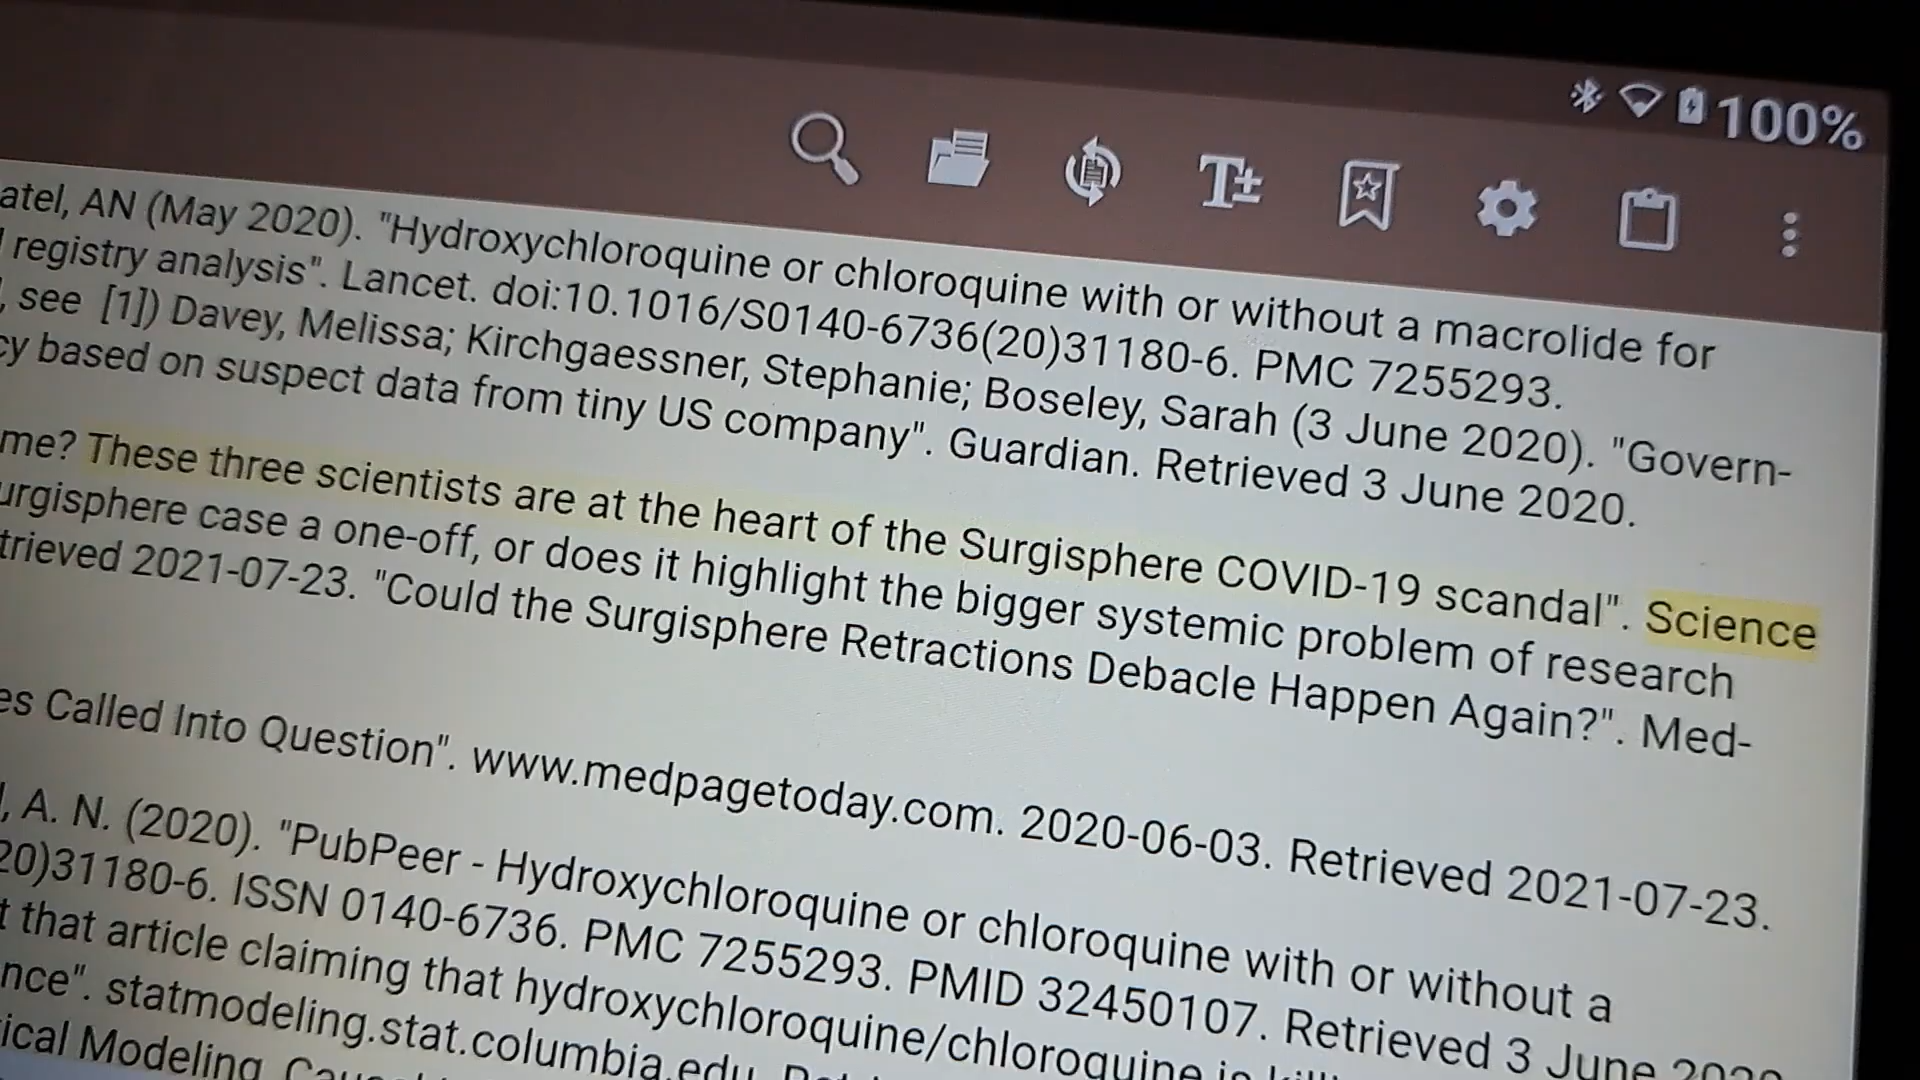 100%
atel, AN (May 2020). "Hydroxychloroquine or chloroquine with or without a macrolide for
registry analysis". Lancet. doi:10.1016/S0140-6736(20)31180-6. PMC 7255293.
, see [1]) Davey, Melissa; Kirchgaessner, Stephanie; Boseley, Sarah (3 June 2020). "Govern-
cy based on suspect data from tiny US company". Guardian. Retrieved 3 June 2020.
me? These three scientists are at the heart of the Surgisphere COVID-19 scandal". Science
urgisphere case a one-off, or does it highlight the bigger systemic problem of research
trieved 2021-07-23. "Could the Surgisphere Retractions Debacle Happen Again?". Med-
es Called Into Question". www.medpagetoday.com. 2020-06-03. Retrieved 2021-07-23.
, A. N. (2020). "PubPeer - Hydroxychloroquine or chloroquine with or without a
20)31180-6. ISSN 0140-6736. PMC 7255293. PMID 32450107. Retrieved 3 June 2020
t that article claiming that hydroxychloroquine/chloroquine is
nce". statmodeling.stat.columbia.edu.
ical Modeling,